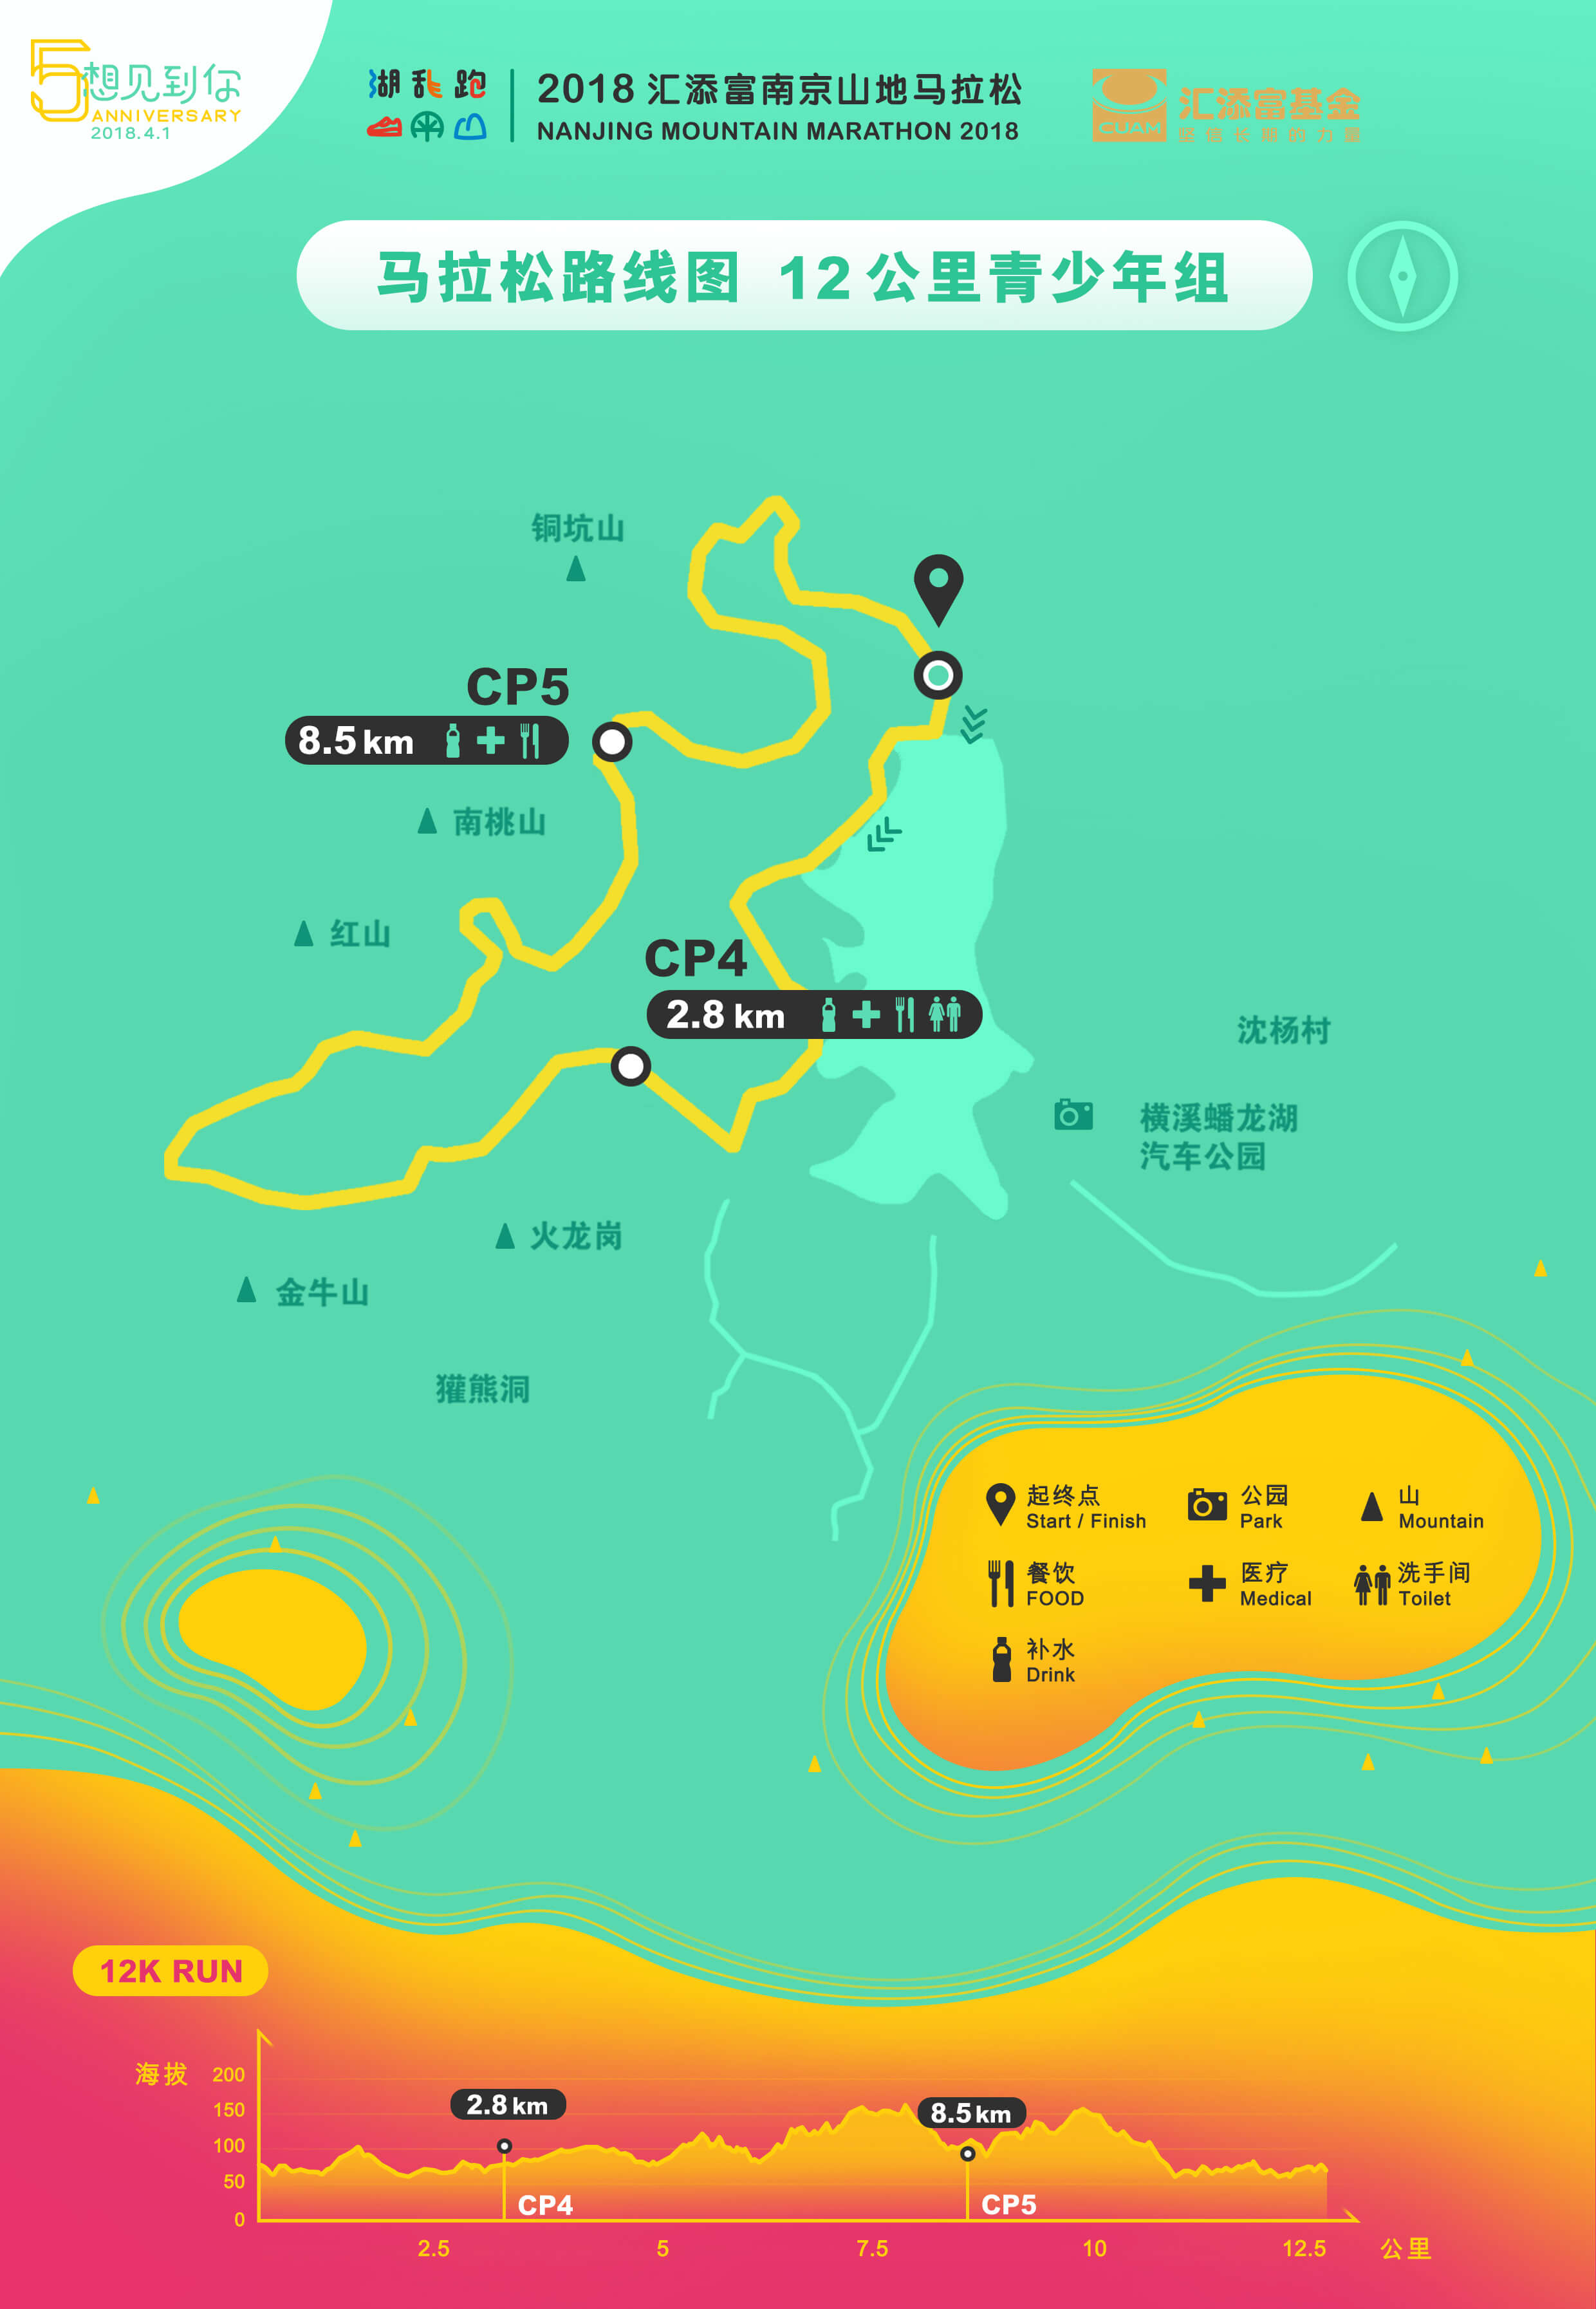 5 想见到你
ANNIVERSARY
2018.4.1
湖乱跑
2018 汇添富南京山地马拉松
NANJING MOUNTAIN MARATHON 2018
CUAM
汇添富基金
坚信长期的力量
马拉松路线图 12公里青少年组
铜坑山
CP5
8.5 km
南桃山
红山
CP4
2.8 km
沈杨村
横溪蟠龙湖
汽车公园
火龙岗
金牛山
獾熊洞
起终点
Start / Finish
公园
Park
山
Mountain
餐饮
FOOD
医疗
Medical
洗手间
Toilet
补水
Drink
12K RUN
海拔
200
150
100
50
0
2.8 km
CP4
8.5 km
CP5
2.5
5
7.5
10
12.5
公里